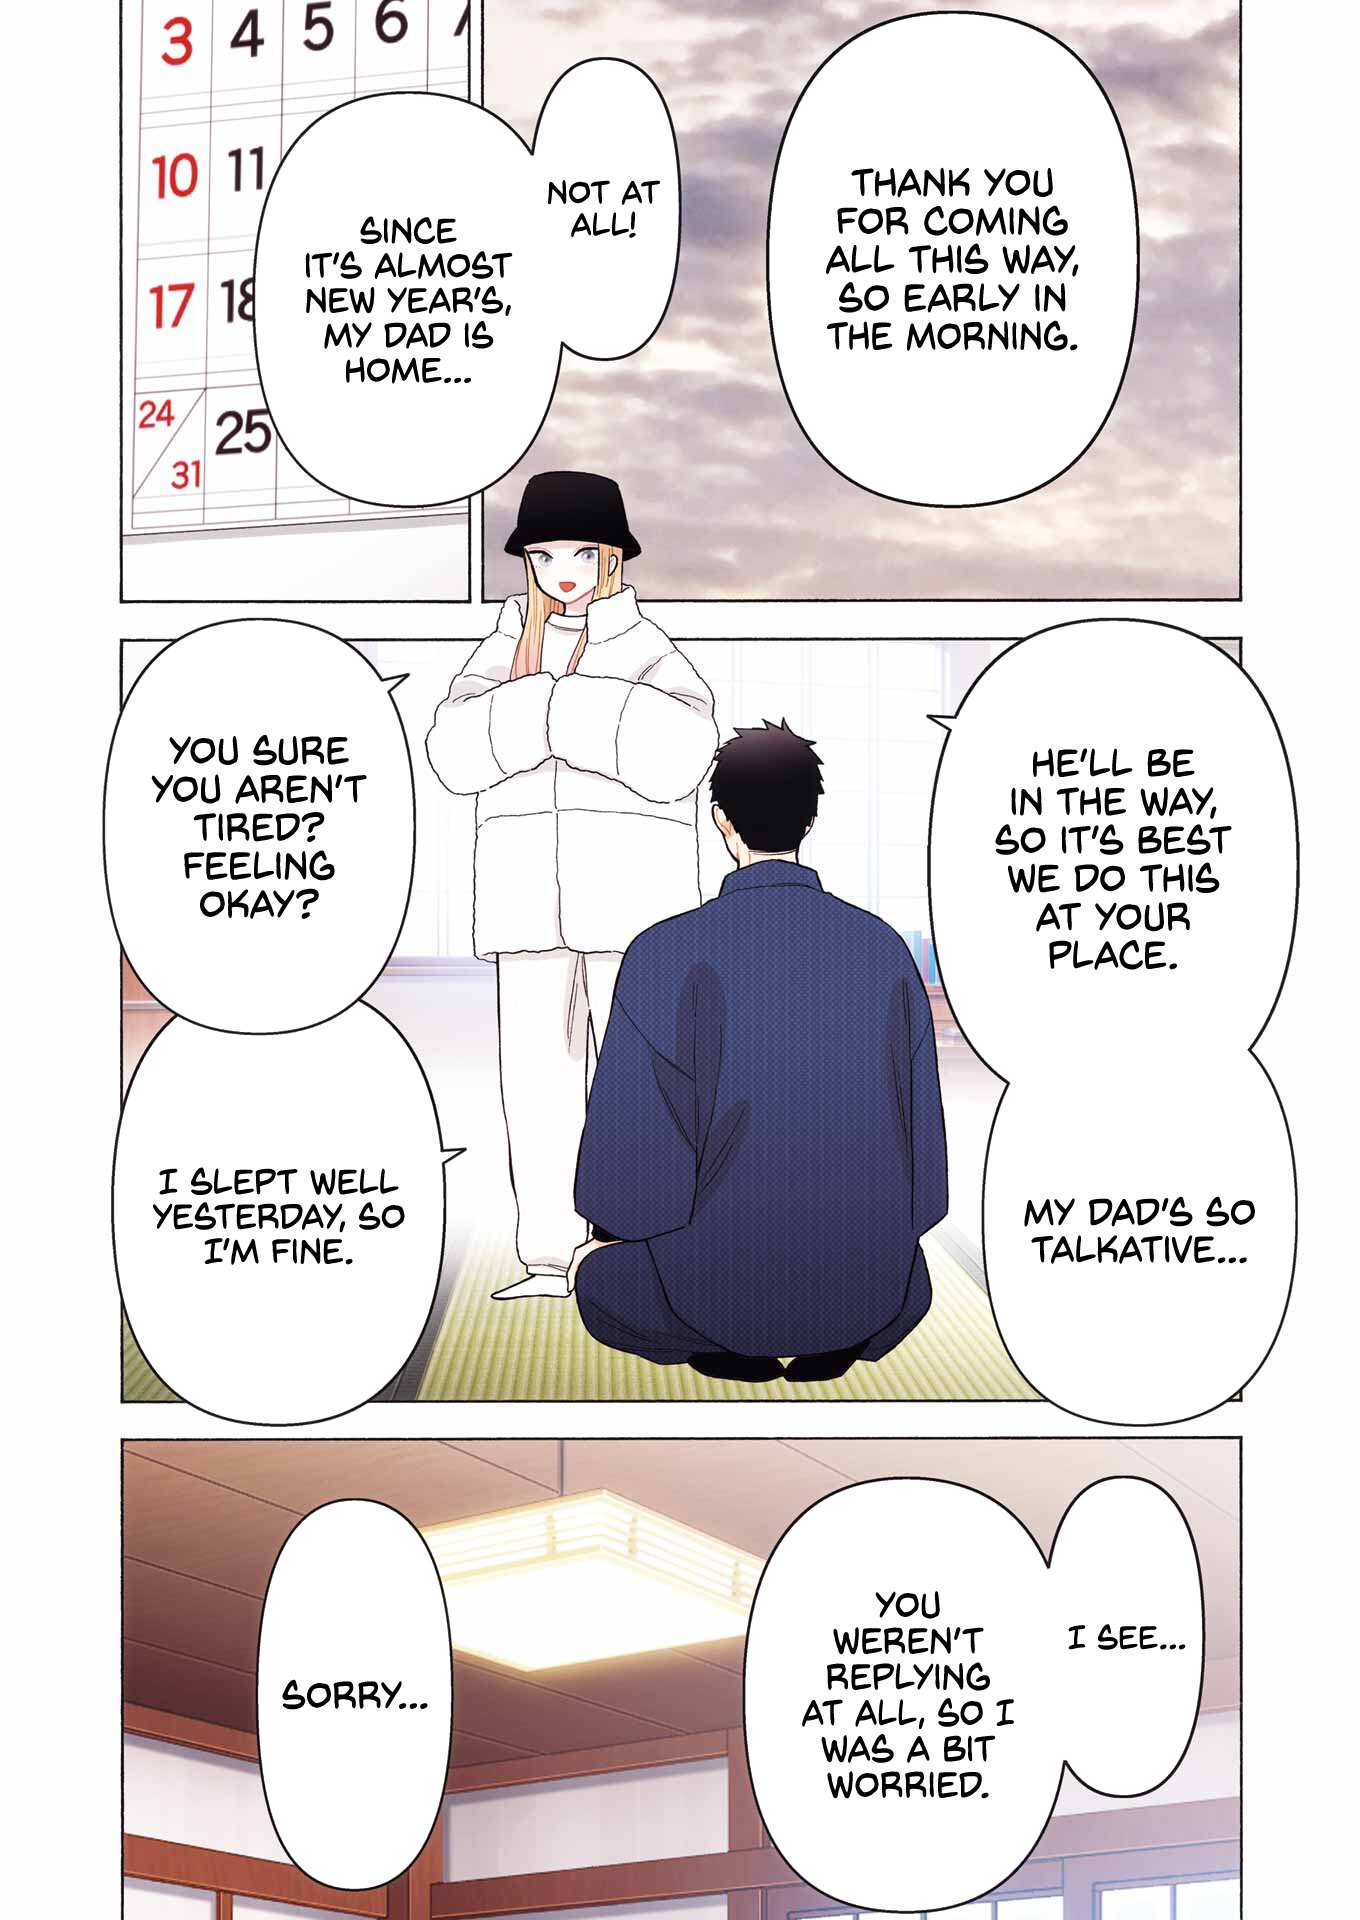 THANK YOU
FOR COMING
ALL THIS WAY,
SO EARLY IN
THE MORNING.
NOT AT
ALL!
SINCE
IT'S ALMOST
NEW YEAR'S,
MY DAD IS
HOME...
3 4 5 6
10 11
17 18
24
31
25
HE'LL BE
IN THE WAY,
SO IT'S BEST
WE DO THIS
AT YOUR
PLACE.
MY DAD'S SO
TALKATIVE...
YOU SURE
YOU AREN'T
TIRED?
FEELING
OKAY?
I SLEPT WELL
YESTERDAY, SO
I'M FINE.
I SEE...
YOU
WEREN'T
REPLYING
AT ALL, SO I
WAS A BIT
WORRIED.
SORRY...